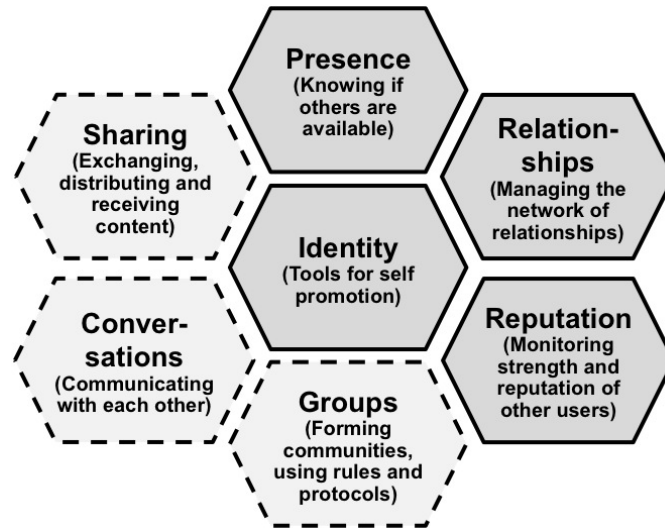 Presence
(Knowing if
others are
available)
Sharing
(Exchanging,
distributing and
receiving
content)
Relation-
ships
(Managing the
network of
relationships)
Identity
(Tools for self
promotion)
Conver-
sations
(Communicating
with each other)
Reputation
(Monitoring
strength and
reputation of
other users)
Groups
(Forming
communities,
using rules and
protocols)